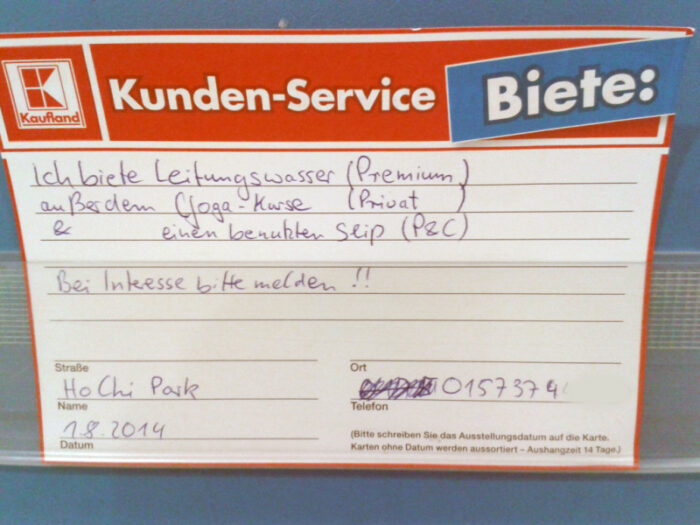 Kaufland
Kunden-Service
Biete:
Ich biete Leitungswasser (Premium)
außerdem Yoga-Kurse (Privat)
& einen benutzten Slip (P&C)
Bei Interesse bitte melden!!
Straße
Ort
Ho Chi Park
0157374
Name
Telefon
1.8.2014
Datum
(Bitte schreiben Sie das Ausstellungsdatum auf die Karte.
Karten ohne Datum werden aussortiert – Aushangzeit 14 Tage.)